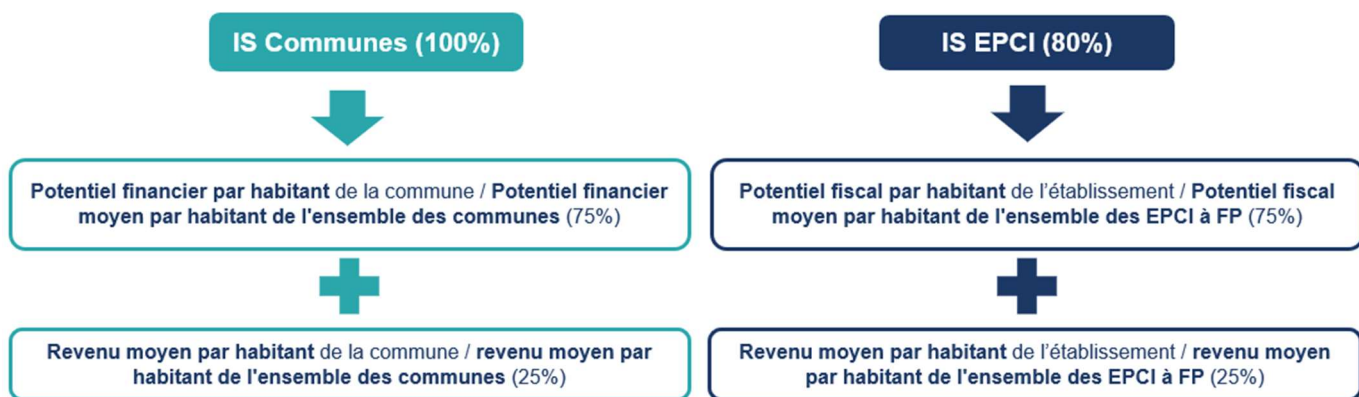 IS Communes (100%)
Potentiel financier par habitant de la commune / Potentiel financier
moyen par habitant de l'ensemble des communes (75%)
Revenu moyen par habitant de la commune / revenu moyen par
habitant de l'ensemble des communes (25%)
IS EPCI (80%)
Potentiel fiscal par habitant de l’établissement / Potentiel fiscal
moyen par habitant de l'ensemble des EPCI à FP (75%)
Revenu moyen par habitant de l’établissement / revenu moyen
par habitant de l'ensemble des EPCI à FP (25%)